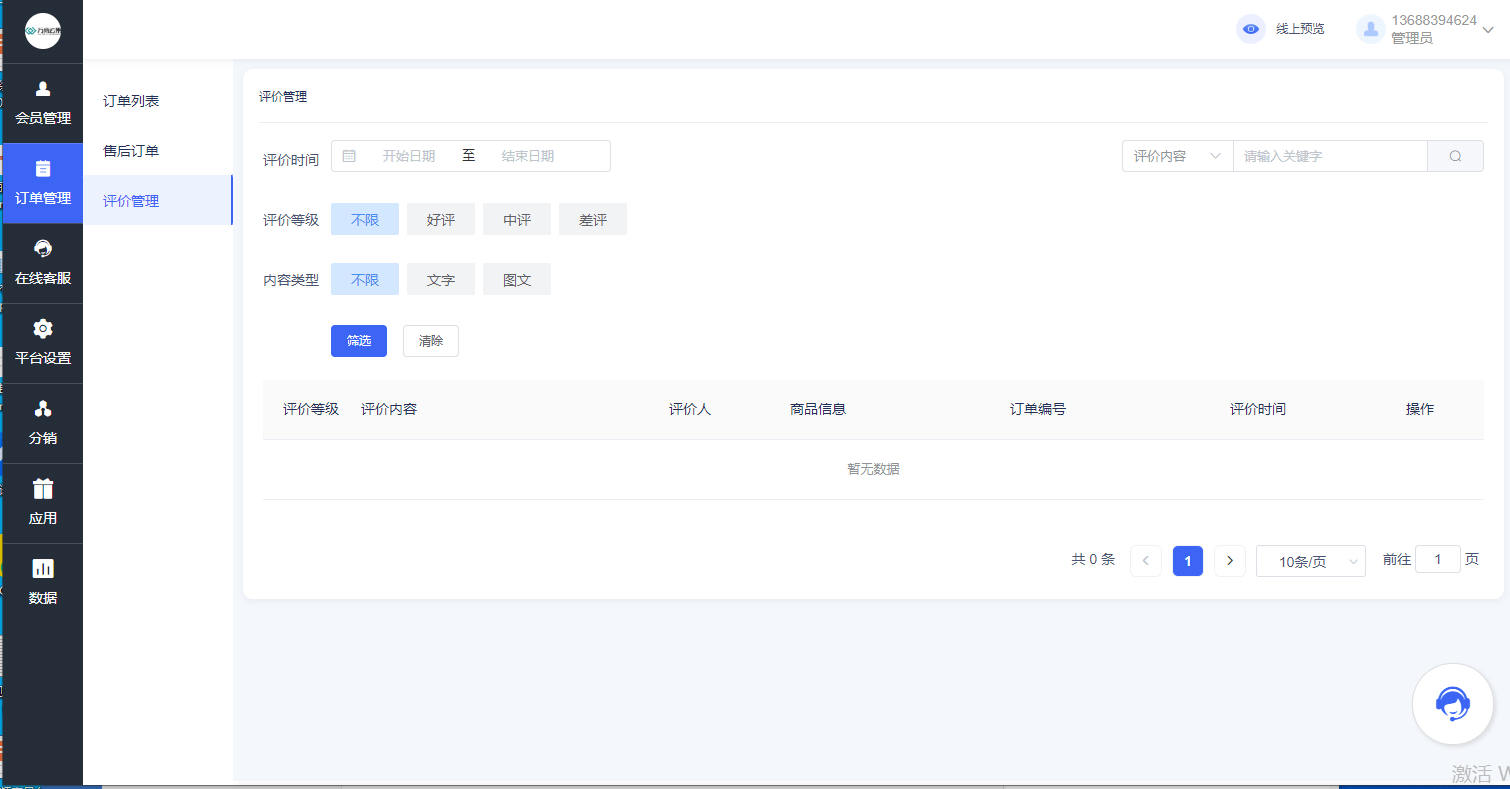 线上预览
13688394624
管理员
会员管理
订单管理
在线客服
平台设置
分销
应用
数据
订单列表
售后订单
评价管理
评价管理
评价时间 开始日期 至 结束日期 评价内容 请输入关键字
评价等级 不限 好评 中评 差评
内容类型 不限 文字 图文
筛选 清除
评价等级 评价内容 评价人 商品信息 订单编号 评价时间 操作
暂无数据
共 0 条 1 10条/页 前往 1 页
激活 W